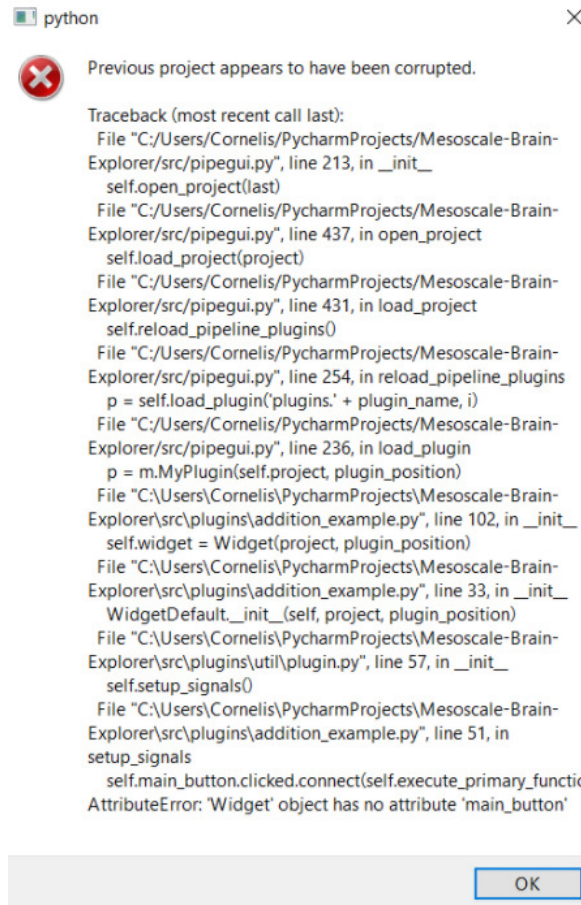 python
Previous project appears to have been corrupted.
Traceback (most recent call last):
File "C:/Users/Cornelis/PycharmProjects/Mesoscale-Brain-
Explorer/src/pipegui.py", line 213, in __init__
self.open_project(last)
File "C:/Users/Cornelis/PycharmProjects/Mesoscale-Brain-
Explorer/src/pipegui.py", line 437, in open_project
self.load_project(project)
File "C:/Users/Cornelis/PycharmProjects/Mesoscale-Brain-
Explorer/src/pipegui.py", line 431, in load_project
self.reload_pipeline_plugins()
File "C:/Users/Cornelis/PycharmProjects/Mesoscale-Brain-
Explorer/src/pipegui.py", line 254, in reload_pipeline_plugins
p = self.load_plugin('plugins.' + plugin_name, i)
File "C:/Users/Cornelis/PycharmProjects/Mesoscale-Brain-
Explorer/src/pipegui.py", line 236, in load_plugin
p = m.MyPlugin(self.project, plugin_position)
File "C:\Users\Cornelis\PycharmProjects\Mesoscale-Brain-
Explorer\src\plugins\addition_example.py", line 102, in __init__
self.widget = Widget(project, plugin_position)
File "C:\Users\Cornelis\PycharmProjects\Mesoscale-Brain-
Explorer\src\plugins\addition_example.py", line 33, in __init__
WidgetDefault.__init__(self, project, plugin_position)
File "C:\Users\Cornelis\PycharmProjects\Mesoscale-Brain-
Explorer\src\plugins\util\plugin.py", line 57, in __init__
self.setup_signals()
File "C:\Users\Cornelis\PycharmProjects\Mesoscale-Brain-
Explorer\src\plugins\addition_example.py", line 51, in
setup_signals
self.main_button.clicked.connect(self.execute_primary_functio
AttributeError: 'Widget' object has no attribute 'main_button'
OK